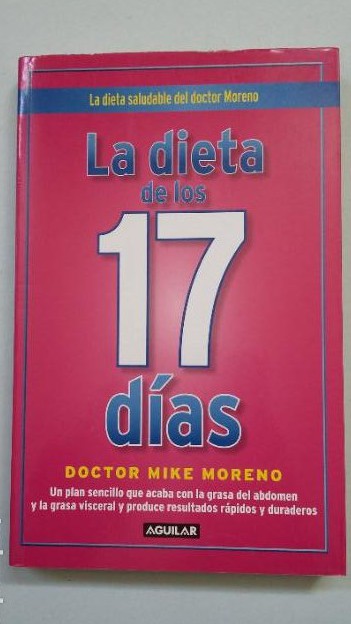 La dieta saludable del doctor Moreno
La dieta
de los
17
días
DOCTOR MIKE MORENO
Un plan sencillo que acaba con la grasa del abdomen
y la grasa visceral y produce resultados rápidos y duraderos
AGUILAR